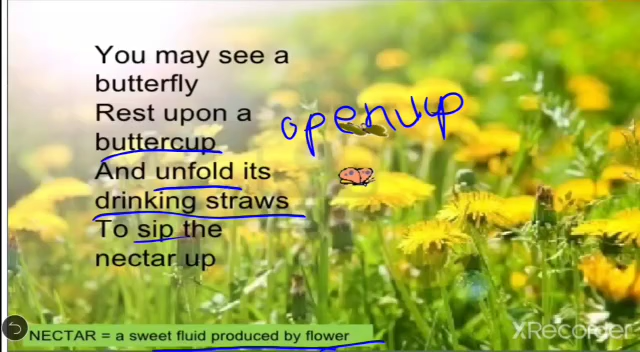 You may see a
butterfly
Rest upon a
buttercup
openup
And unfold its
drinking straws
To sip the
nectar up
NECTAR = a sweet fluid produced by flower
XRecorder